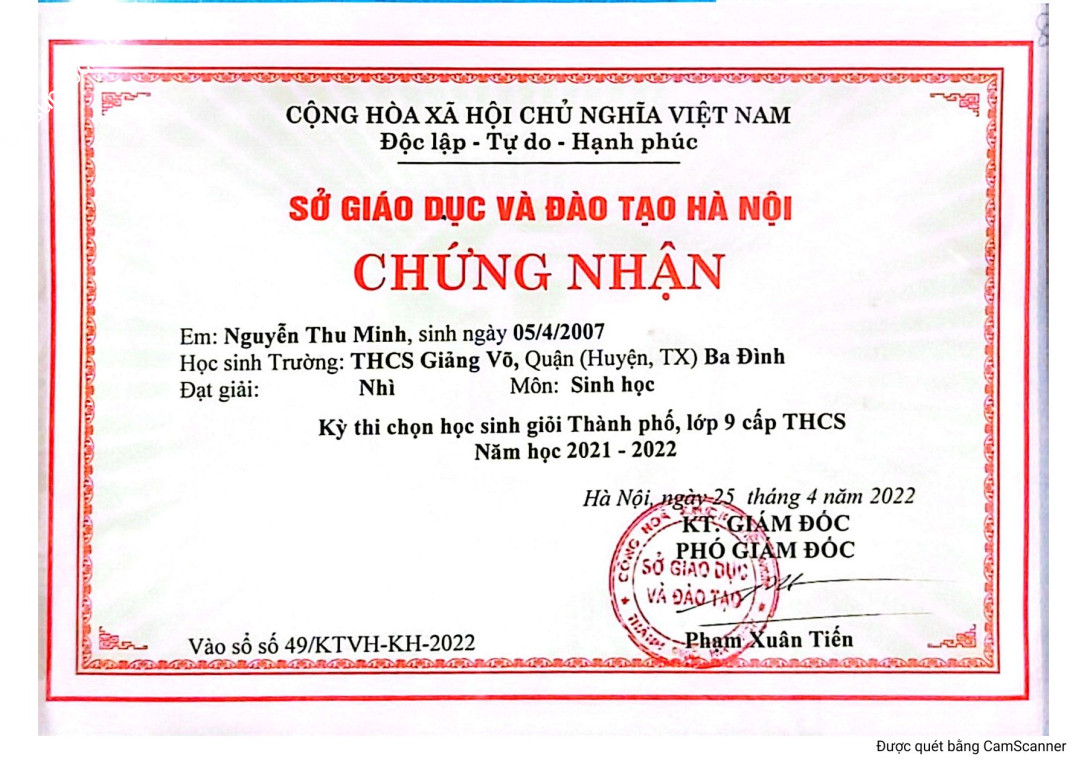 CỘNG HÒA XÃ HỘI CHỦ NGHĨA VIỆT NAM
Độc lập - Tự do - Hạnh phúc
SỞ GIÁO DỤC VÀ ĐÀO TẠO HÀ NỘI
CHỨNG NHẬN
Em: Nguyễn Thu Minh, sinh ngày 05/4/2007
Học sinh Trường: THCS Giảng Võ, Quận (Huyện, TX) Ba Đình
Đạt giải: Nhì Môn: Sinh học
Kỳ thi chọn học sinh giỏi Thành phố, lớp 9 cấp THCS
Năm học 2021 - 2022
Hà Nội, ngày 25 tháng 4 năm 2022
KT. GIÁM ĐỐC
PHÓ GIÁM ĐỐC
SỞ GIÁO DỤC
VÀ ĐÀO TẠO
Phạm Xuân Tiến
Vào sổ số 49/KTVH-KH-2022
Được quét bằng CamScanner